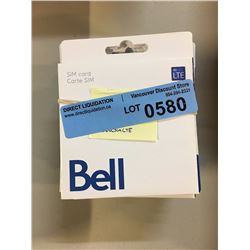 SIM card
Carte SIM
LTE
DIRECT LIQUIDATION
www.directliquidation.ca
Vancouver Discount Store
LOT 0580
Bell